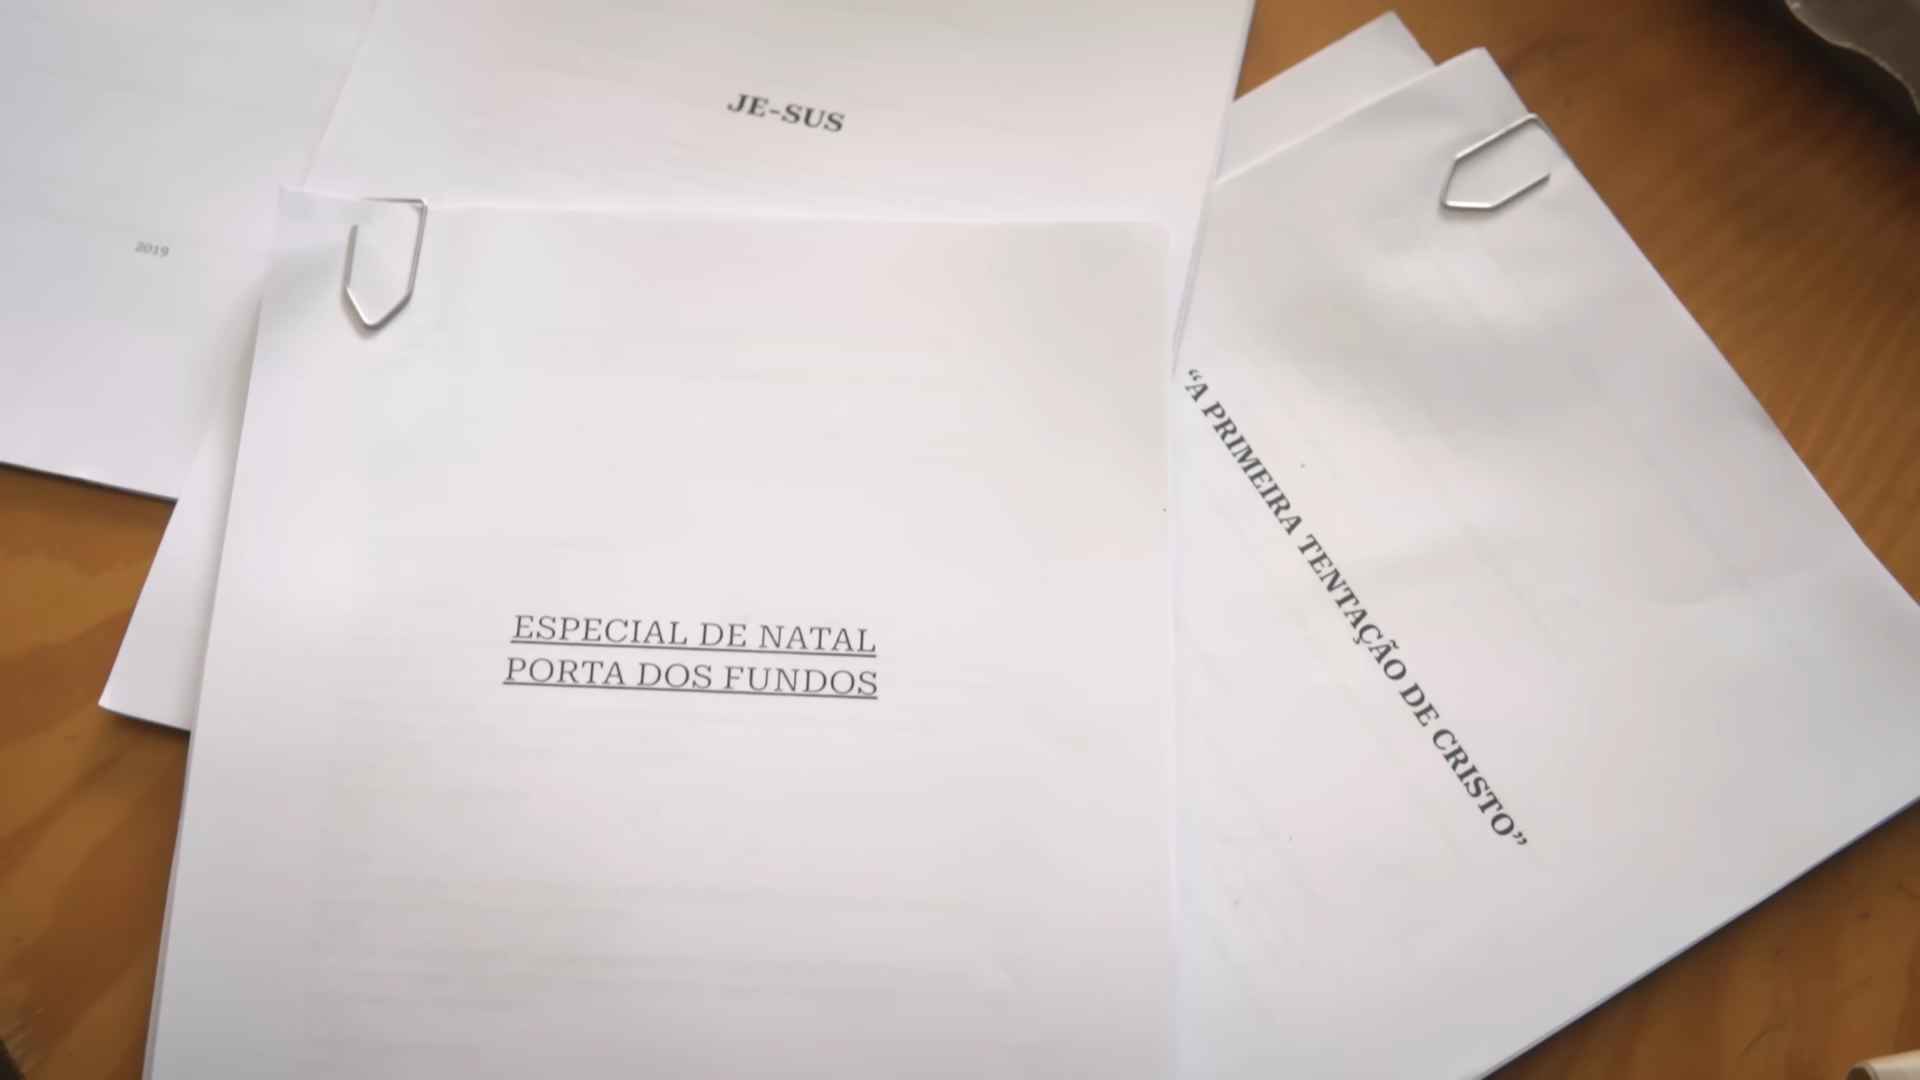 JE-SUS
2019
ESPECIAL DE NATAL
PORTA DOS FUNDOS
“A PRIMEIRA TENTAÇÃO DE CRISTO”